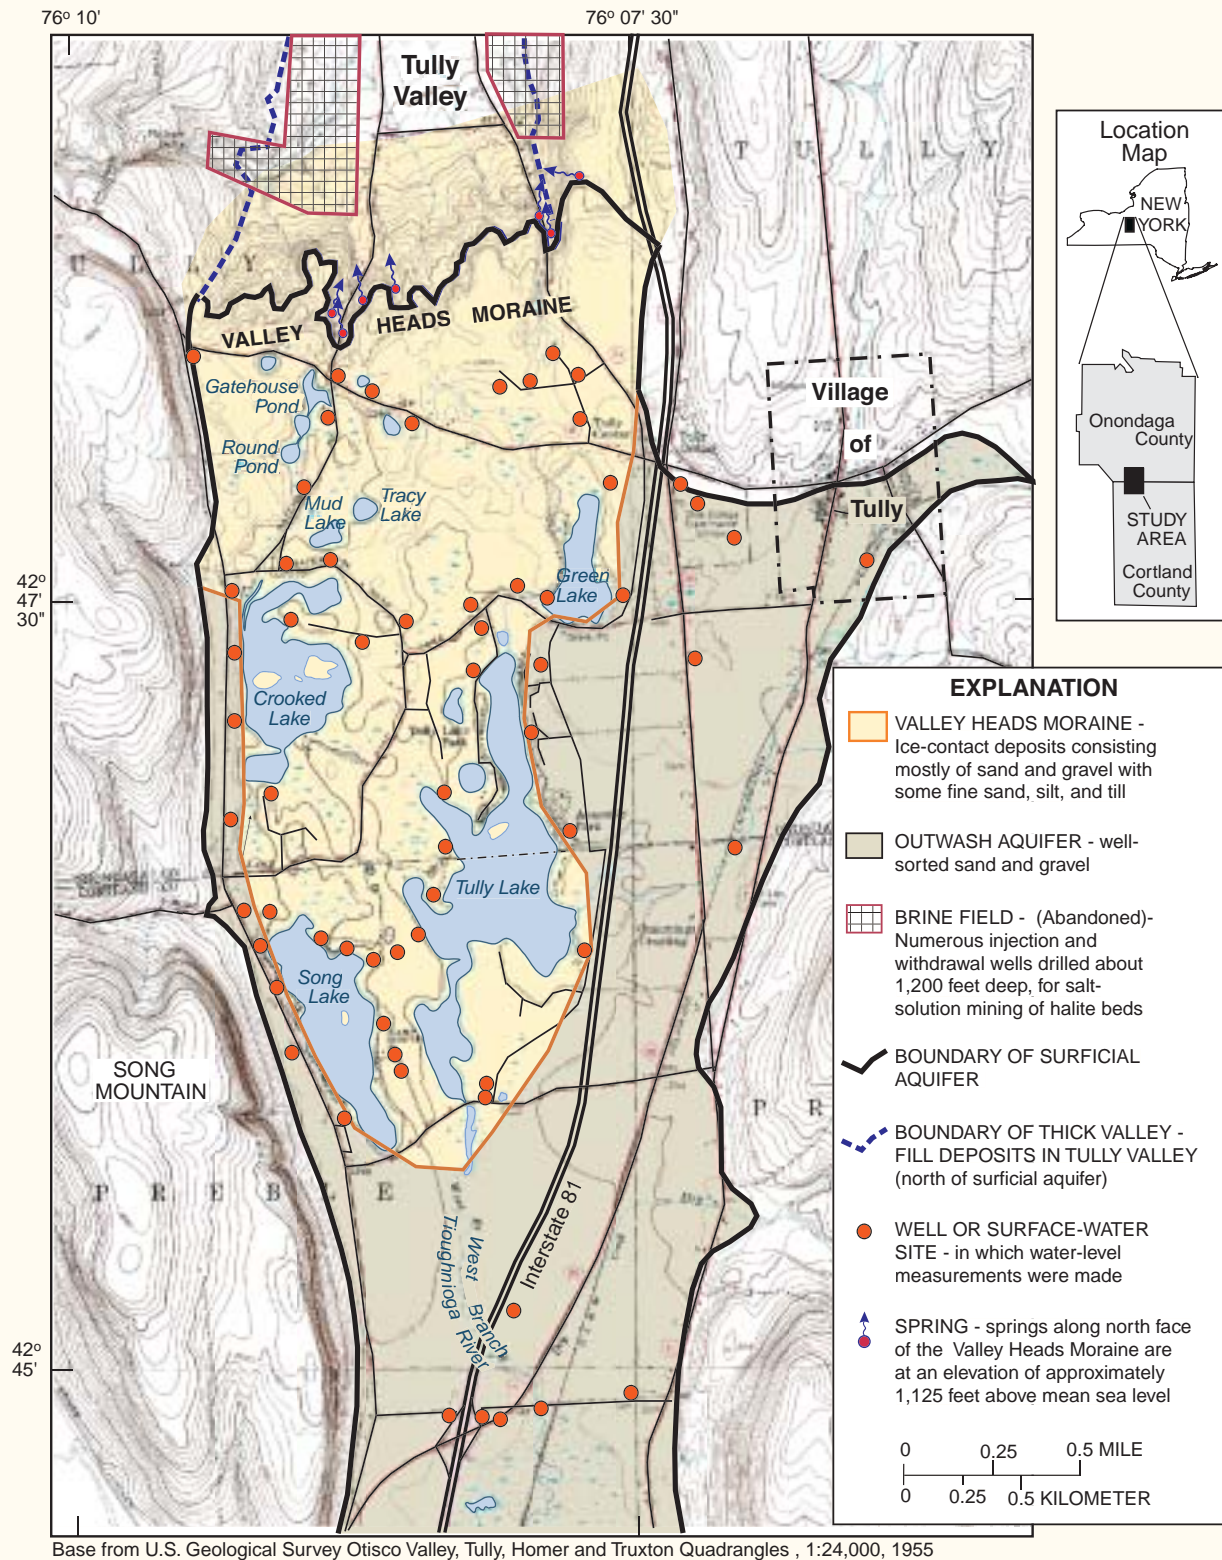 76º 10'
76º 07' 30"
Tully
Valley
T U L L Y
U L L Y
VALLEY HEADS MORAINE
Gatehouse
Pond
Round
Pond
Mud
Lake
Tracy
Lake
Green
Lake
Village
of
Tully
Crooked
Lake
Tully Lake
Song
Lake
SONG
MOUNTAIN
P R
P R E B L E
Interstate 81
West Branch
Tioughnioga River
42º
47'
30"
42º
45'
Location
Map
NEW
YORK
Onondaga
County
STUDY
AREA
Cortland
County
EXPLANATION
VALLEY HEADS MORAINE -
Ice-contact deposits consisting
mostly of sand and gravel with
some fine sand, silt, and till
OUTWASH AQUIFER - well-
sorted sand and gravel
BRINE FIELD - (Abandoned)-
Numerous injection and
withdrawal wells drilled about
1,200 feet deep, for salt-
solution mining of halite beds
BOUNDARY OF SURFICIAL
AQUIFER
BOUNDARY OF THICK VALLEY -
FILL DEPOSITS IN TULLY VALLEY
(north of surficial aquifer)
WELL OR SURFACE-WATER
SITE - in which water-level
measurements were made
SPRING - springs along north face
of the Valley Heads Moraine are
at an elevation of approximately
1,125 feet above mean sea level
0 0.25 0.5 MILE
0 0.25 0.5 KILOMETER
Base from U.S. Geological Survey Otisco Valley, Tully, Homer and Truxton Quadrangles , 1:24,000, 1955